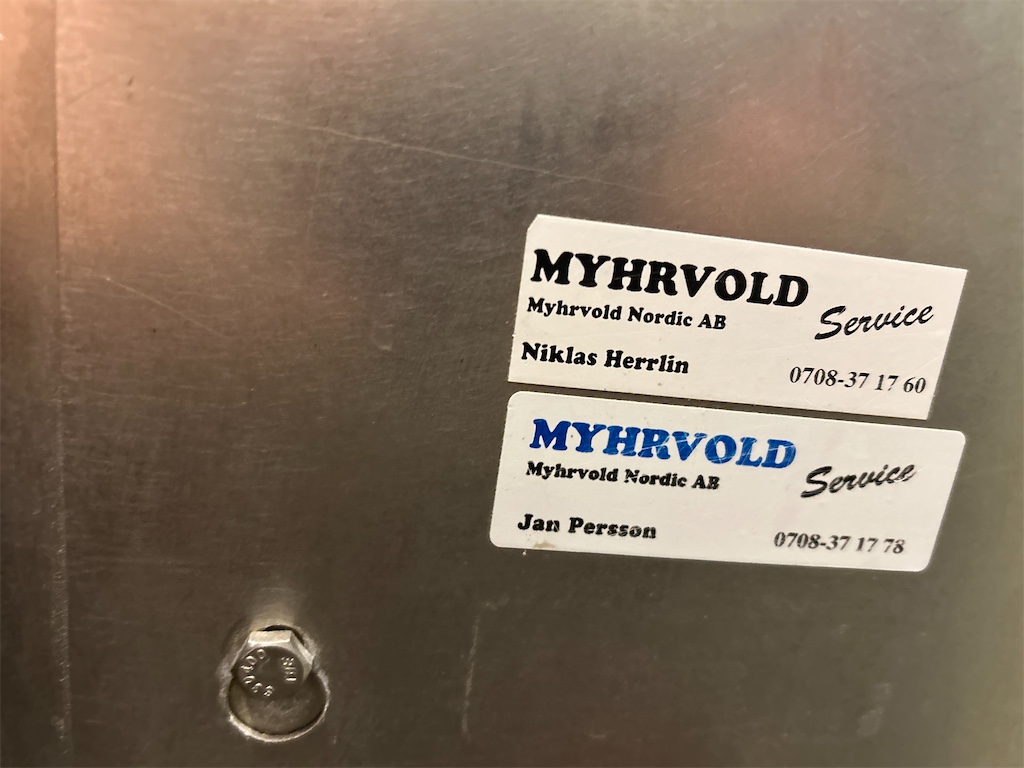 MYHRVOLD
Myhrvold Nordic AB
Service
Niklas Herrlin
0708-37 17 60
MYHRVOLD
Myhrvold Nordic AB
Service
Jan Persson
0708-37 17 78